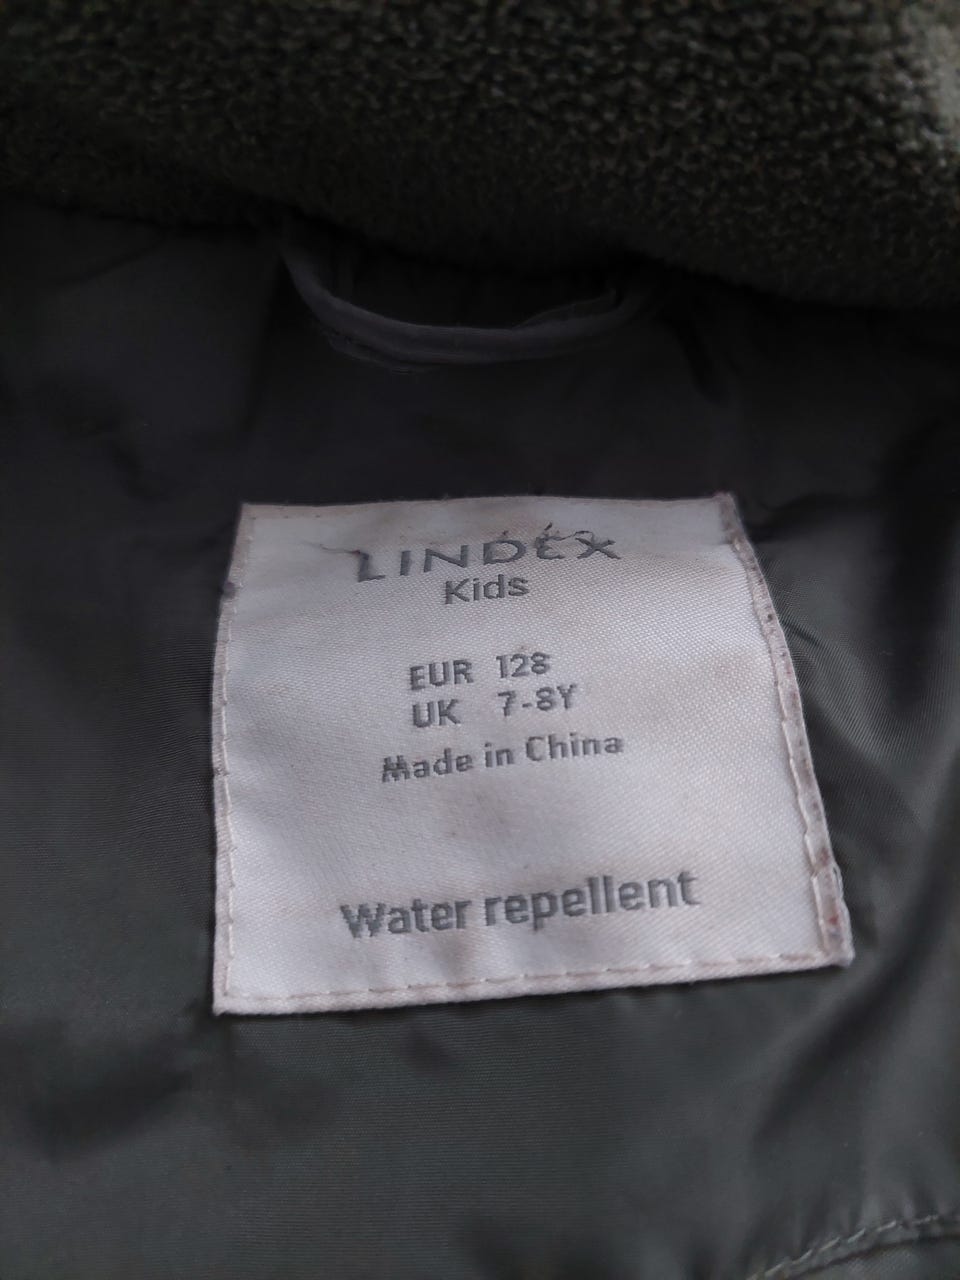 LINDEX
Kids
EUR 128
UK 7-8Y
Made in China
Water repellent